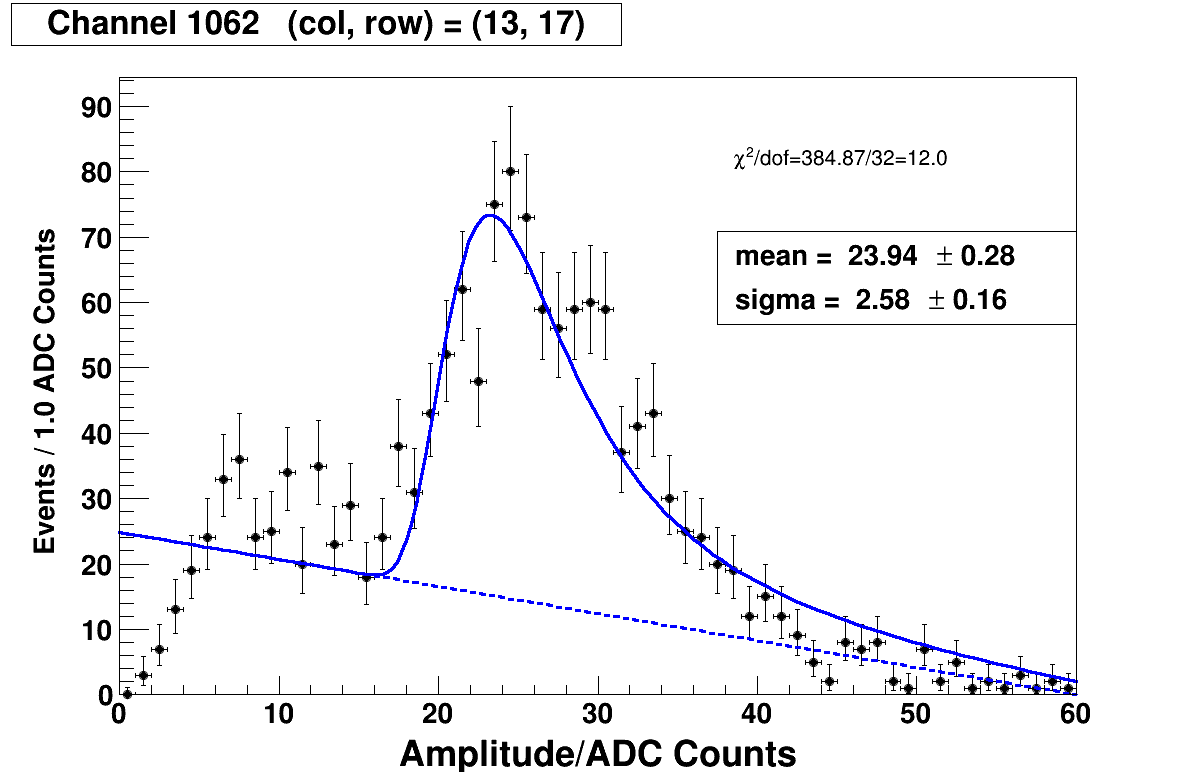 Channel 1062 (col, row) = (13, 17)
90
80
70
60
50
40
30
20
10
0
Events / 1.0 ADC Counts
χ²/dof=384.87/32=12.0
mean = 23.94 ± 0.28
sigma = 2.58 ± 0.16
0 10 20 30 40 50 60
Amplitude/ADC Counts